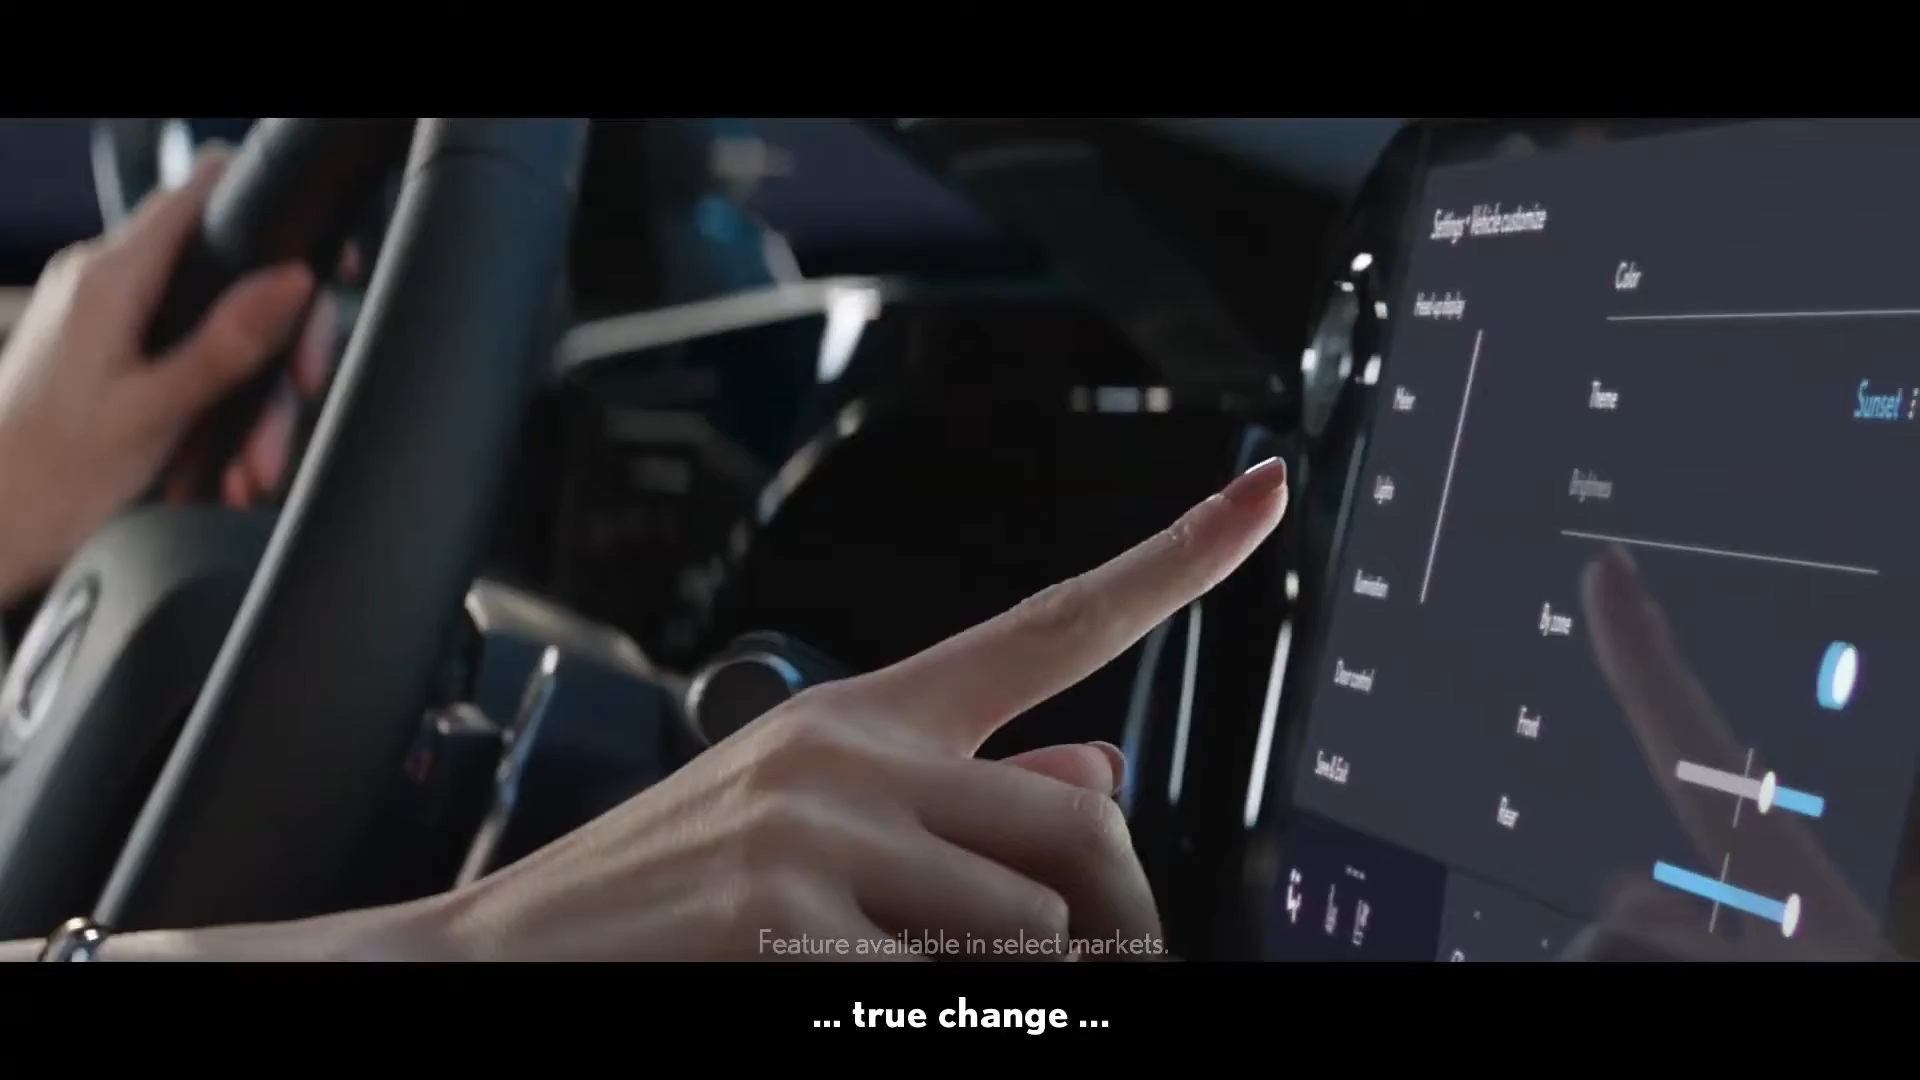 Settings • Vehicle customize
Color
Head-up display
Theme
Sunset
Meter
Brightness
Lights
By zone
Illumination
Door control
Front
Save & Exit
Rear
Feature available in select markets.
... true change ...